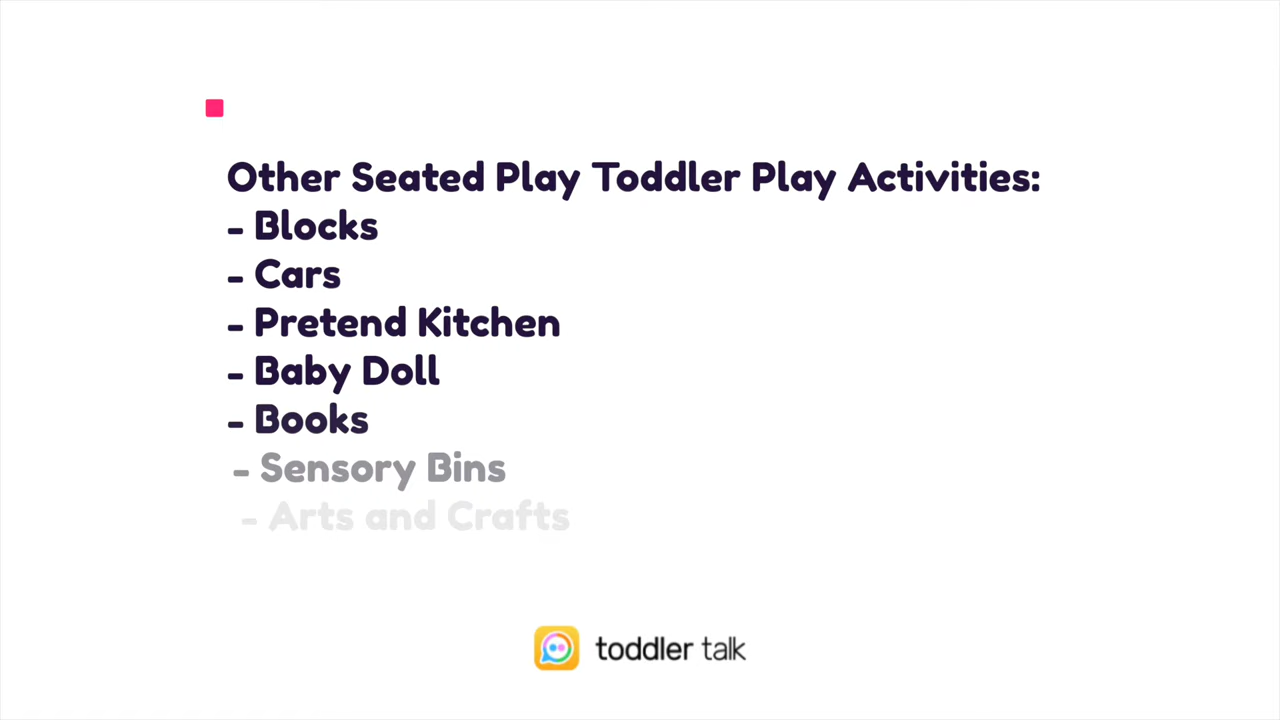 Other Seated Play Toddler Play Activities:
- Blocks
- Cars
- Pretend Kitchen
- Baby Doll
- Books
- Sensory Bins
- Arts and Crafts
toddler talk